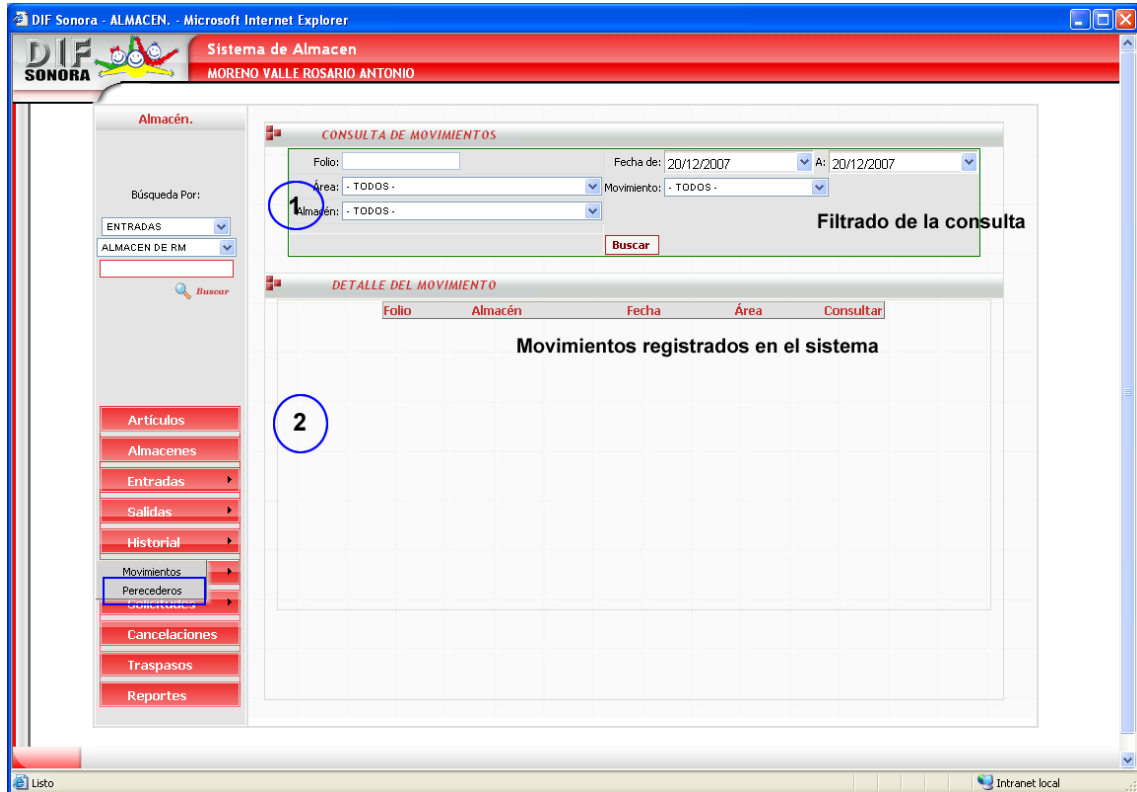 DIF Sonora - ALMACEN. - Microsoft Internet Explorer
DIF
SONORA
Sistema de Almacen
MORENO VALLE ROSARIO ANTONIO
Almacén.
Búsqueda Por:
ENTRADAS
ALMACEN DE RM
Buscar
CONSULTA DE MOVIMIENTOS
Folio:
Fecha de: 20/12/2007 A: 20/12/2007
Área: - TODOS - Movimiento: - TODOS -
1
Almacén: - TODOS -
Filtrado de la consulta
Buscar
DETALLE DEL MOVIMIENTO
Folio Almacén Fecha Área Consultar
Movimientos registrados en el sistema
2
Artículos
Almacenes
Entradas
Salidas
Historial
Movimientos
Perecederos
Solicitudes
Cancelaciones
Traspasos
Reportes
Listo
Intranet local